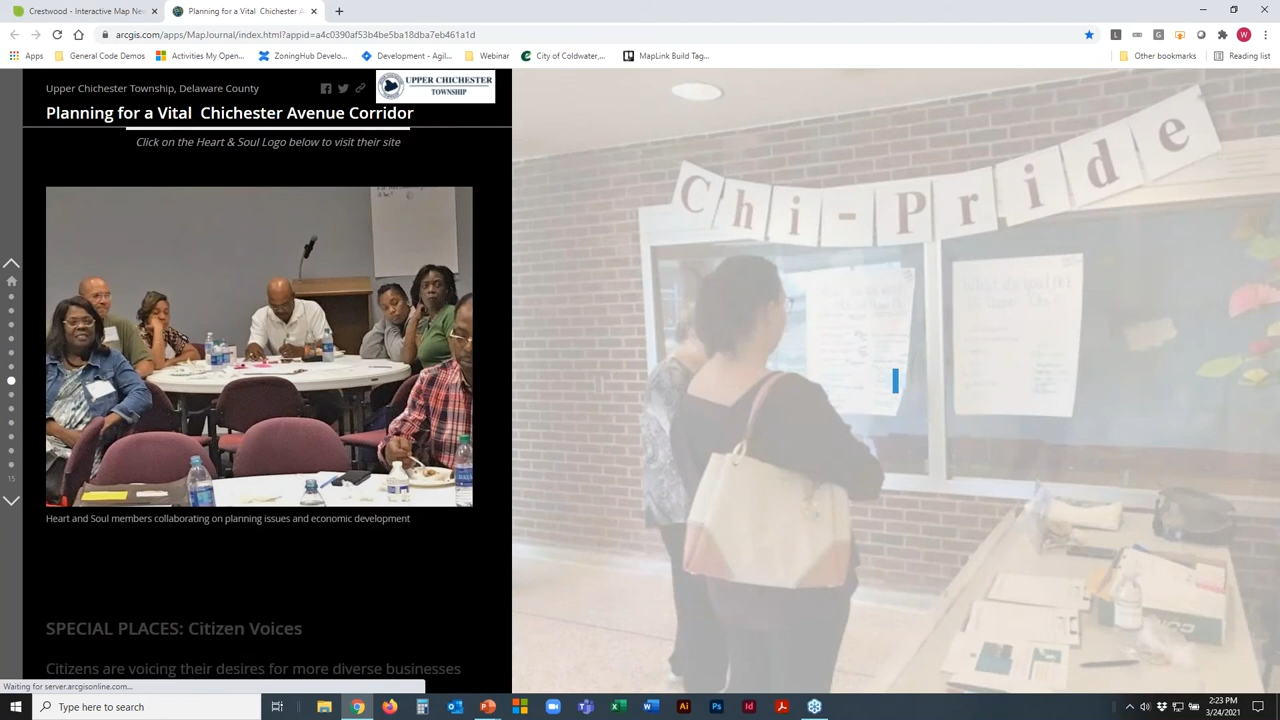 Crestwood - Interactive Map New
Planning for a Vital Chichester A
arcgis.com/apps/MapJournal/index.html?appid=a4c0390af53b4be5ba18dba7eb461a1d
Apps
General Code Demos
Activities My Open...
ZoningHub Develo...
Development - Agil...
Webinar
City of Coldwater,...
MapLink Build Tag...
Other bookmarks
Reading list
Upper Chichester Township, Delaware County
UPPER CHICHESTER
TOWNSHIP
Planning for a Vital Chichester Avenue Corridor
Click on the Heart & Soul Logo below to visit their site
Chi-Pride
15
Heart and Soul members collaborating on planning issues and economic development
SPECIAL PLACES: Citizen Voices
Citizens are voicing their desires for more diverse businesses
Waiting for server.arcgisonline.com...
Type here to search
2:23 PM
3/24/2021